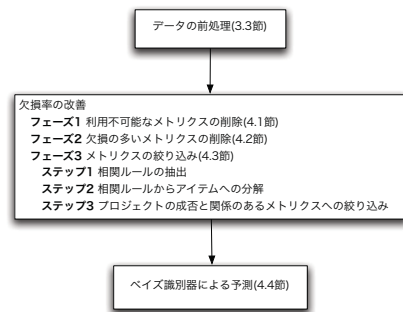 データの前処理(3.3節)
欠損率の改善
フェーズ1 利用不可能なメトリクスの削除(4.1節)
フェーズ2 欠損の多いメトリクスの削除(4.2節)
フェーズ3 メトリクスの絞り込み(4.3節)
ステップ1 相関ルールの抽出
ステップ2 相関ルールからアイテムへの分解
ステップ3 プロジェクトの成否と関係のあるメトリクスへの絞り込み
ベイズ識別器による予測(4.4節)